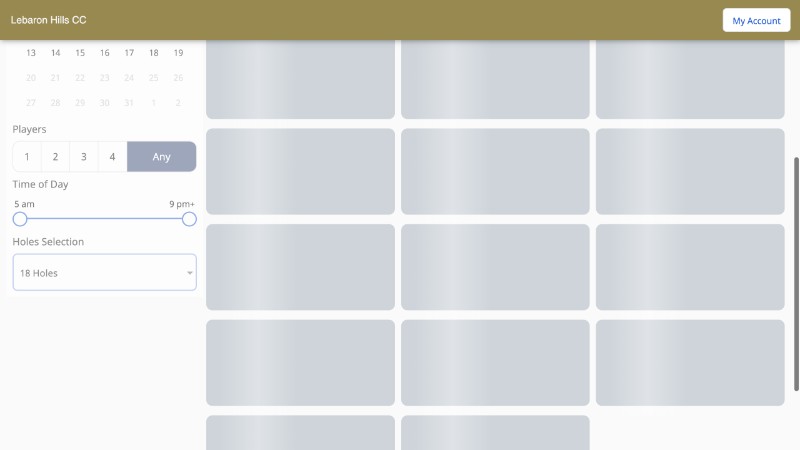 Lebaron Hills CC
My Account
13 14 15 16 17 18 19
20 21 22 23 24 25 26
27 28 29 30 31 1 2
Players
1 2 3 4 Any
Time of Day
5 am 9 pm+
Holes Selection
18 Holes